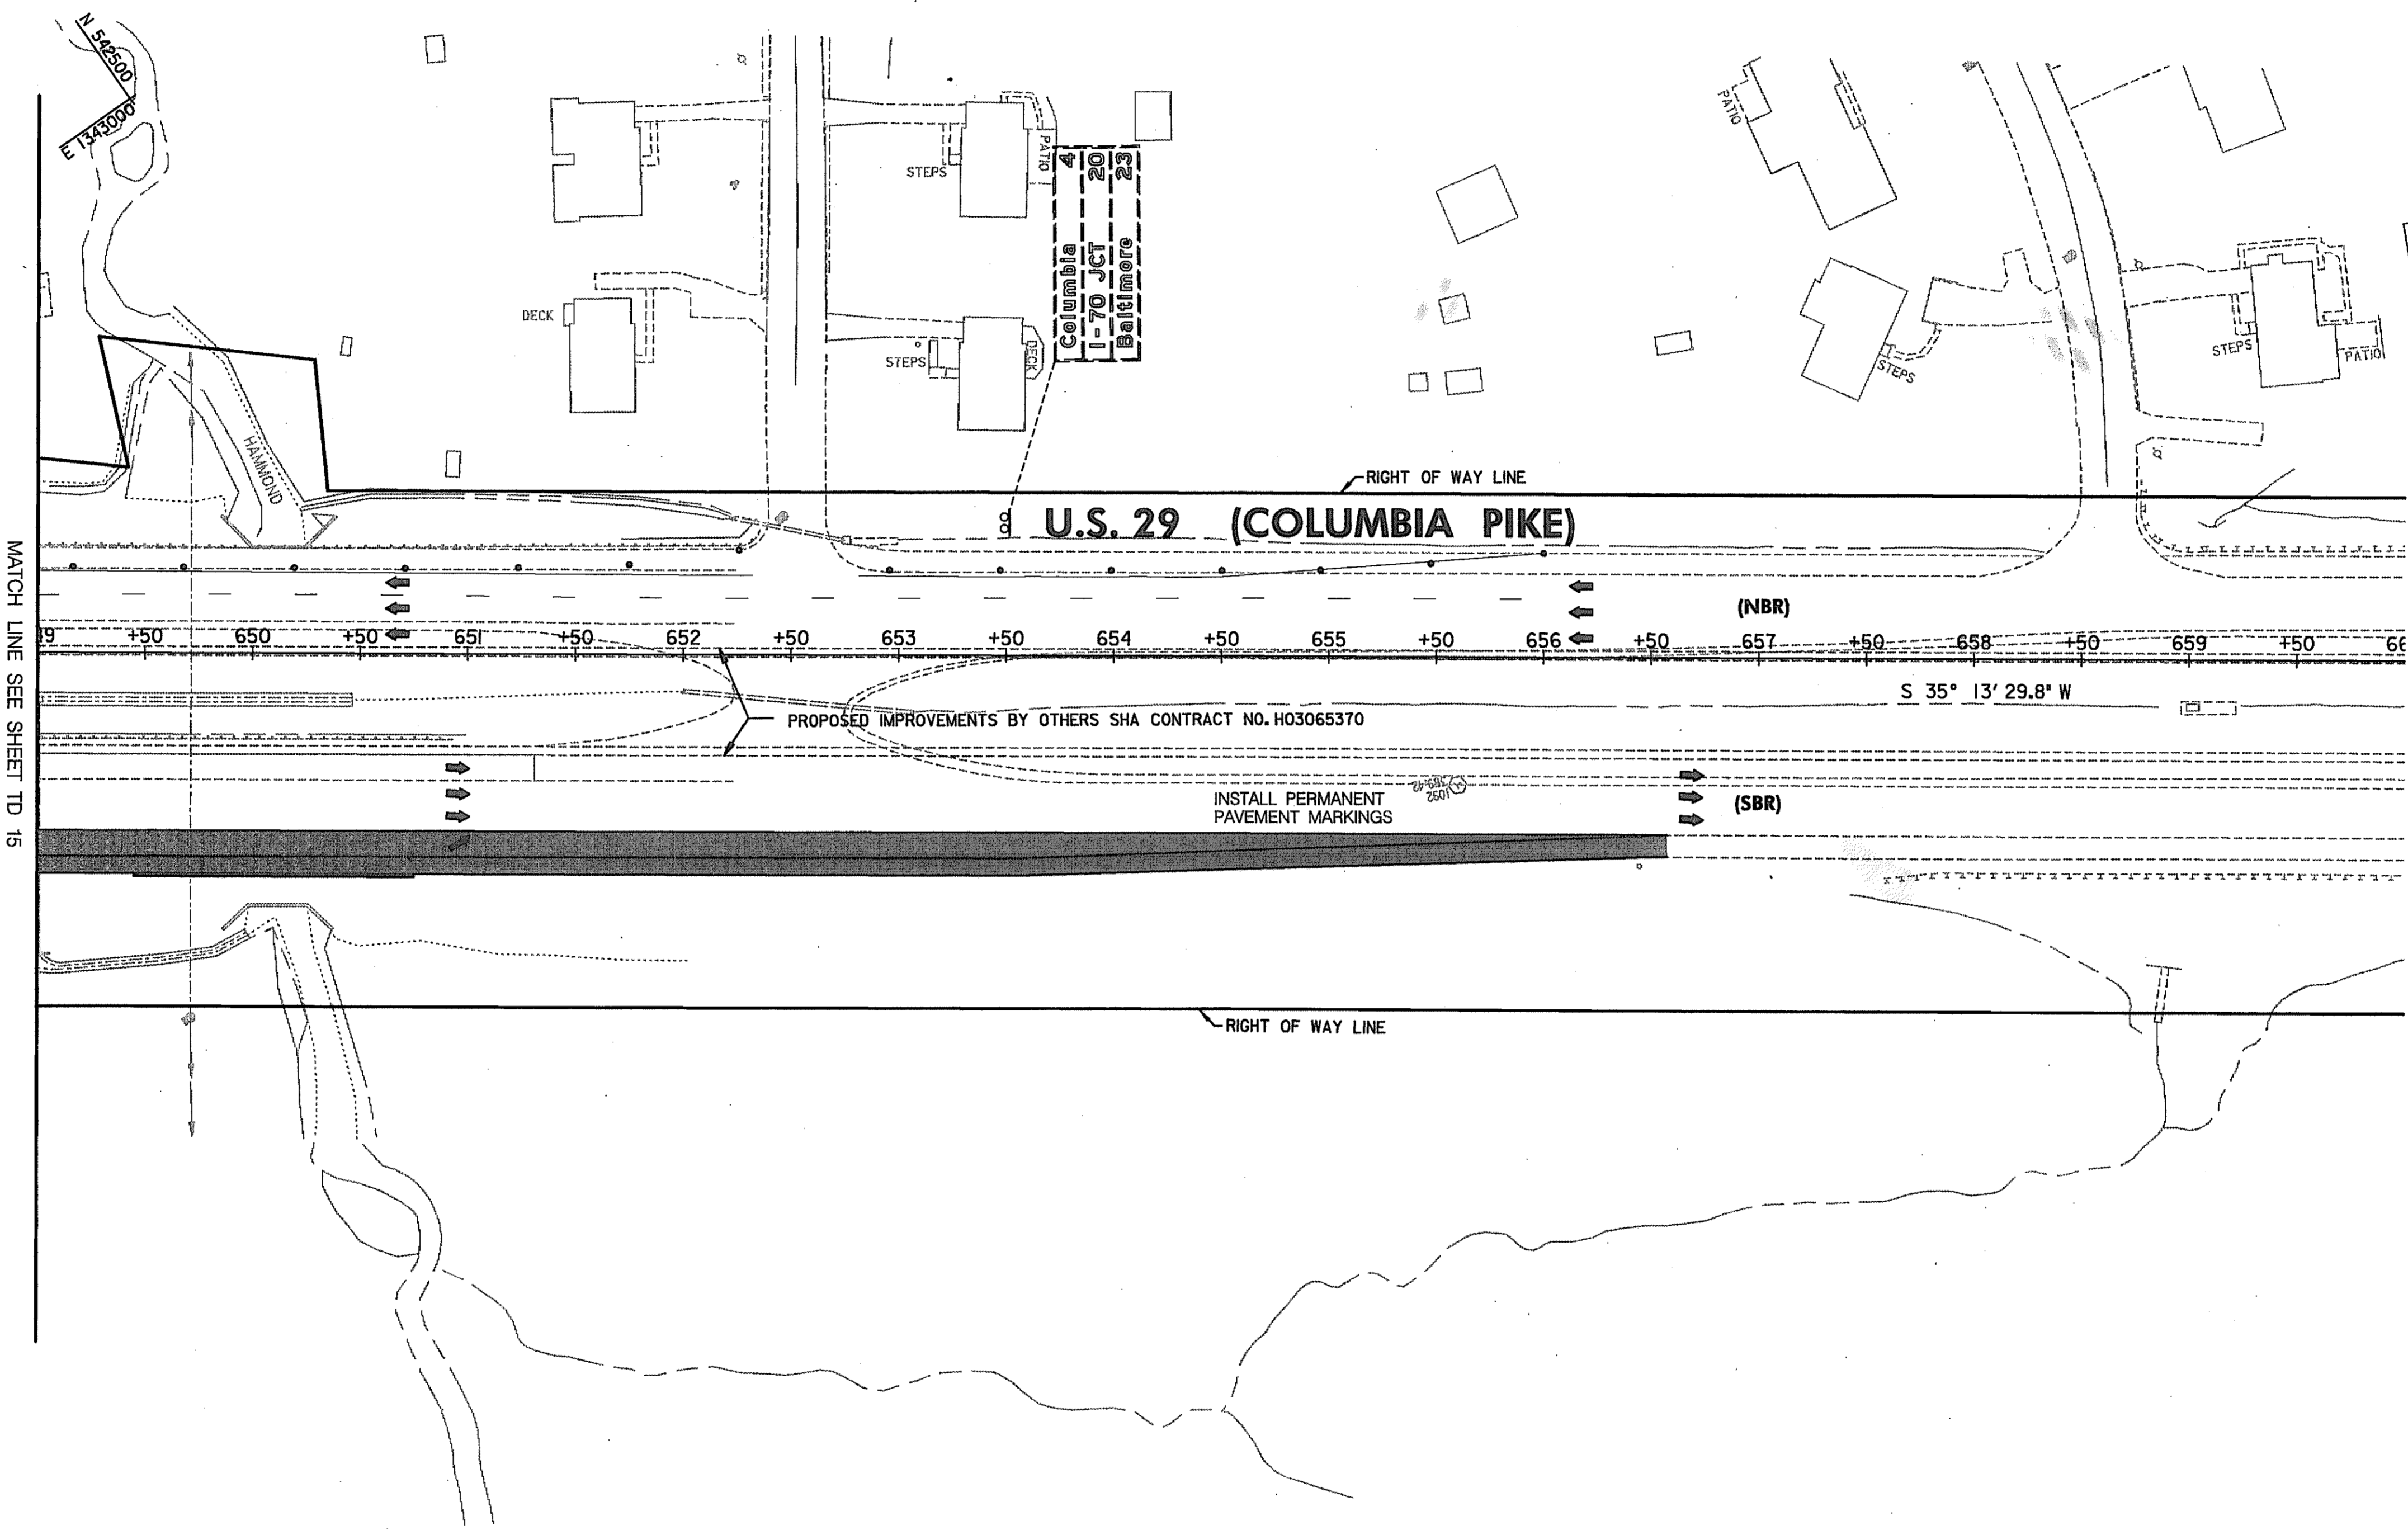 N 542500
E 1343000
PATIO
PATIO
STEPS
Columbia 4
I-70 JCT 20
Baltimore 23
DECK
STEPS
DECK
STEPS
STEPS
PATIO
HAMMOND
RIGHT OF WAY LINE
U.S. 29 (COLUMBIA PIKE)
(NBR)
+50 650 +50 651 +50 652 +50 653 +50 654 +50 655 +50 656 +50 657 +50 658 +50 659 +50
S 35° 13' 29.8" W
PROPOSED IMPROVEMENTS BY OTHERS SHA CONTRACT NO. HO3065370
INSTALL PERMANENT
PAVEMENT MARKINGS
(SBR)
RIGHT OF WAY LINE
MATCH LINE SEE SHEET TD 15